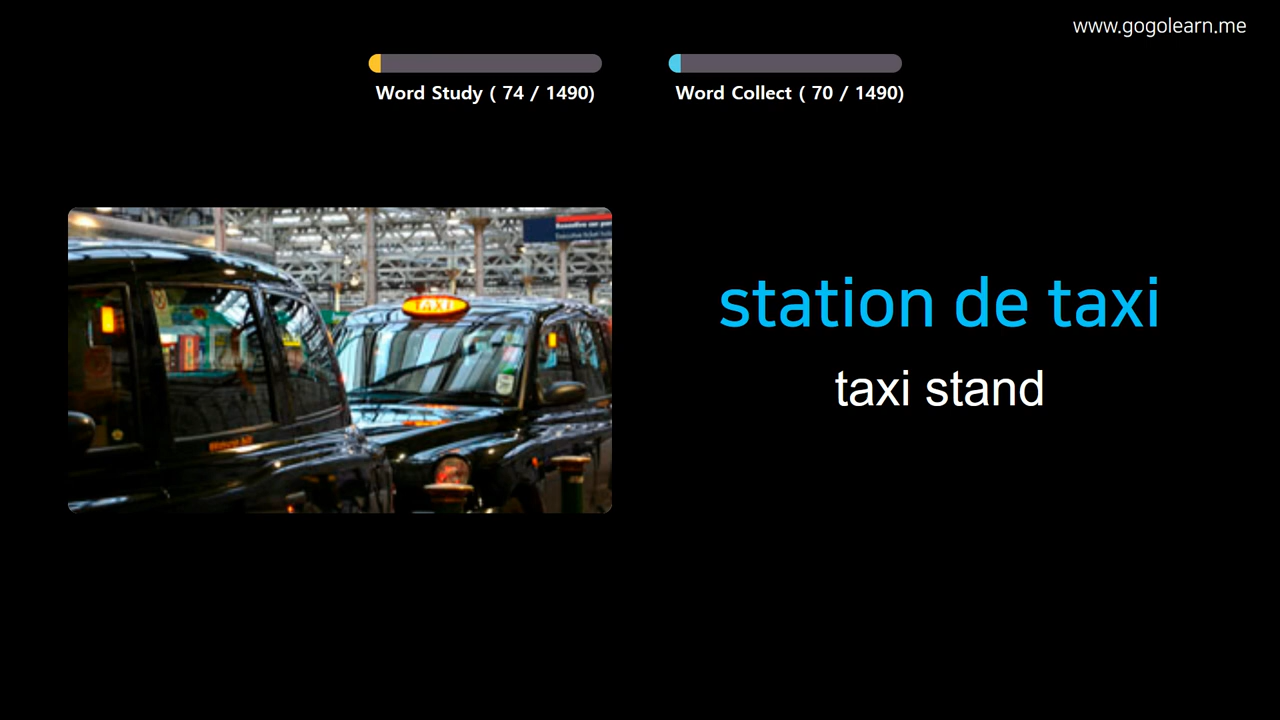 www.gogolearn.me
Word Study ( 74 / 1490)
Word Collect ( 70 / 1490)
TAXI
station de taxi
taxi stand